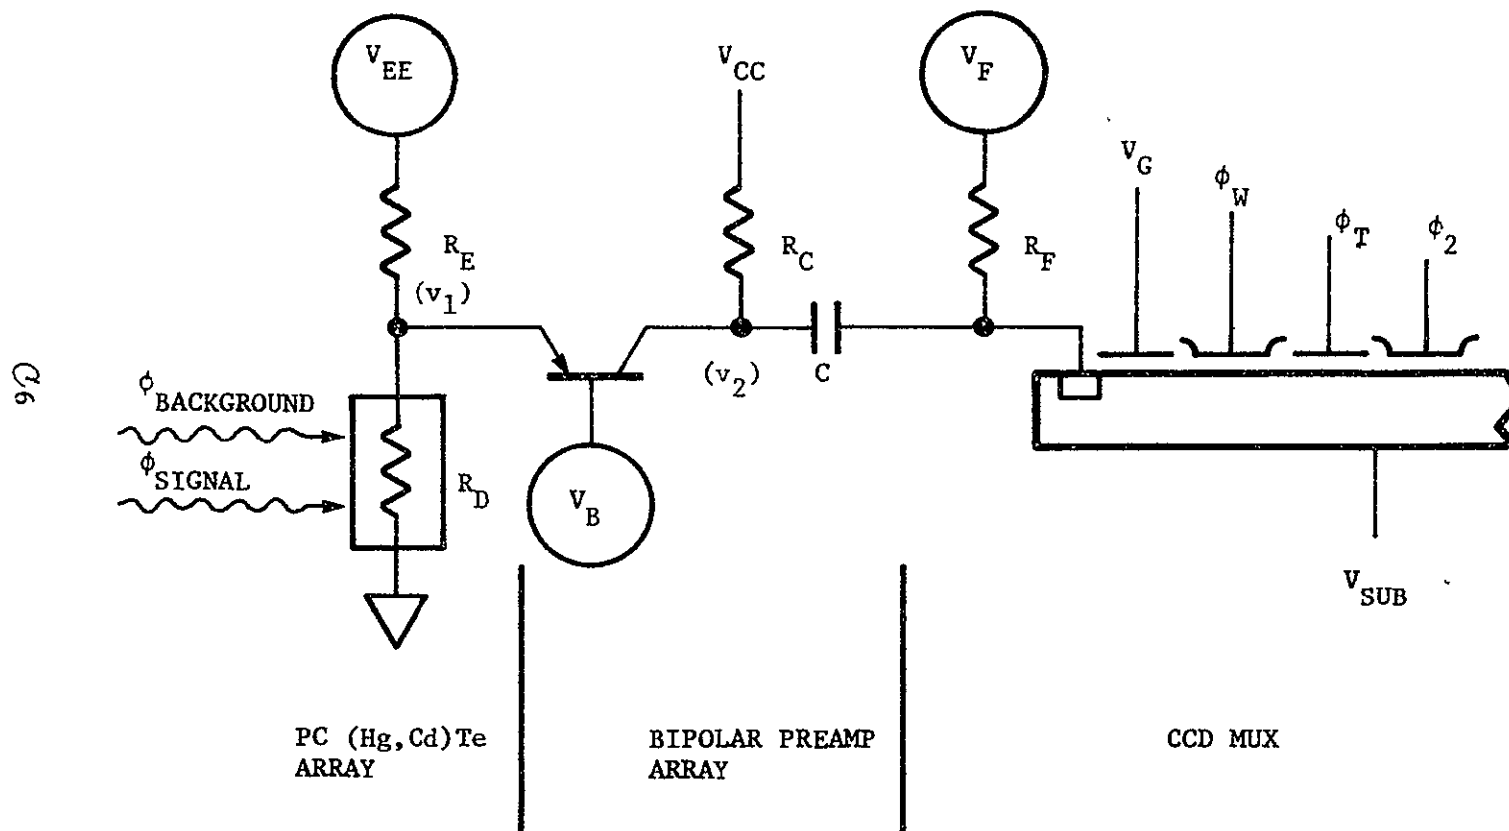 V_EE
V_CC
V_F
V_G
φ_W
φ_T
φ_2
R_E
R_C
R_F
(v_1)
(v_2)
C
φ_BACKGROUND
φ_SIGNAL
R_D
V_B
V_SUB
PC (Hg,Cd)Te
ARRAY
BIPOLAR PREAMP
ARRAY
CCD MUX